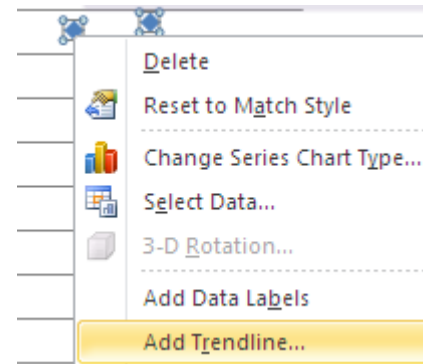 Delete
Reset to Match Style
Change Series Chart Type...
Select Data...
3-D Rotation...
Add Data Labels
Add Trendline...